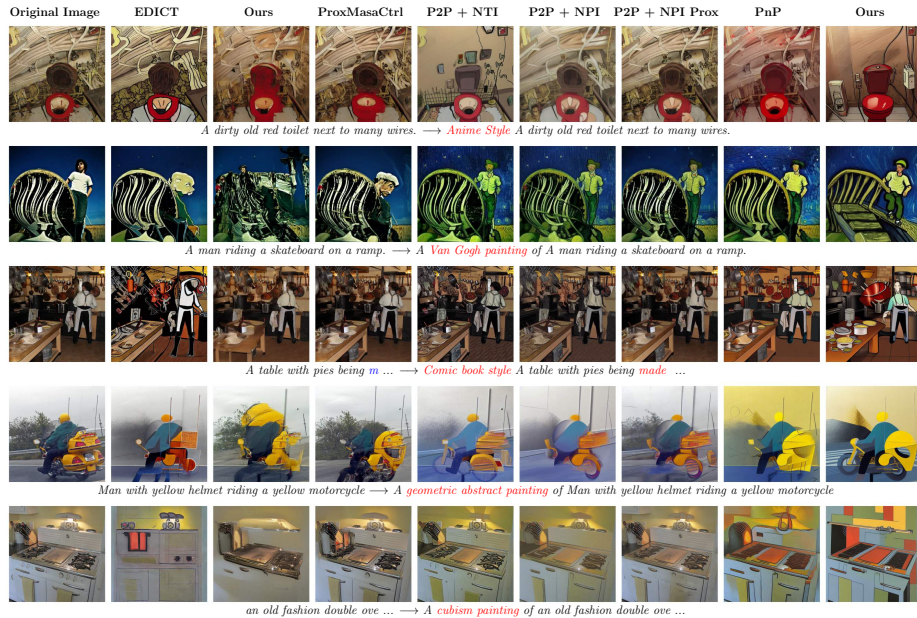 Original Image EDICT Ours ProxMasaCtrl P2P + NTI P2P + NPI P2P + NPI Prox PnP Ours
A dirty old red toilet next to many wires. ⟶ Anime Style A dirty old red toilet next to many wires.
A man riding a skateboard on a ramp. ⟶ A Van Gogh painting of A man riding a skateboard on a ramp.
A table with pies being m ... ⟶ Comic book style A table with pies being made ...
Man with yellow helmet riding a yellow motorcycle ⟶ A geometric abstract painting of Man with yellow helmet riding a yellow motorcycle
an old fashion double ove ... ⟶ A cubism painting of an old fashion double ove ...